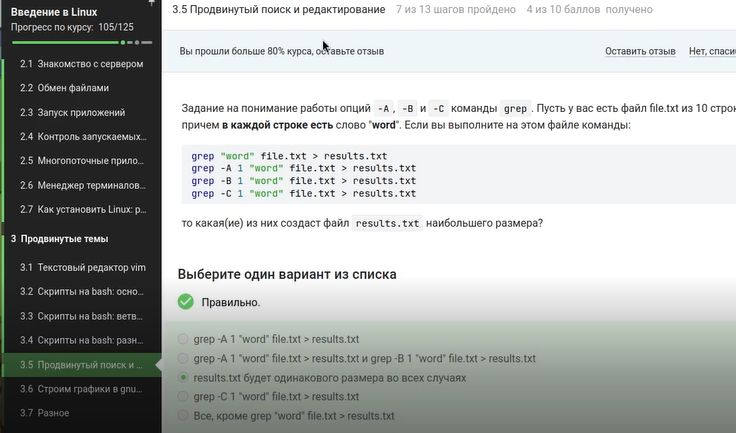 Введение в Linux
Прогресс по курсу: 105/125
2.1 Знакомство с сервером
2.2 Обмен файлами
2.3 Запуск приложений
2.4 Контроль запускаемых...
2.5 Многопоточные прило...
2.6 Менеджер терминалов...
2.7 Как установить Linux: р...
3 Продвинутые темы
3.1 Текстовый редактор vim
3.2 Скрипты на bash: осно...
3.3 Скрипты на bash: ветв...
3.4 Скрипты на bash: разн...
3.5 Продвинутый поиск и ...
3.6 Строим графики в gnu...
3.7 Разное
3.5 Продвинутый поиск и редактирование 7 из 13 шагов пройдено 4 из 10 баллов получено
Вы прошли больше 80% курса, оставьте отзыв Оставить отзыв Нет,
Задание на понимание работы опций -A, -B и -C команды grep. Пусть у вас есть файл file.txt из 10
причем в каждой строке есть слово "word". Если вы выполните на этом файле команды:
grep "word" file.txt > results.txt
grep -A 1 "word" file.txt > results.txt
grep -B 1 "word" file.txt > results.txt
grep -C 1 "word" file.txt > results.txt
то какая(ие) из них создаст файл results.txt наибольшего размера?
Выберите один вариант из списка
Правильно.
grep -A 1 "word" file.txt > results.txt
grep -A 1 "word" file.txt > results.txt и grep -B 1 "word" file.txt > results.txt
results.txt будет одинакового размера во всех случаях
grep -C 1 "word" file.txt > results.txt
Все, кроме grep "word" file.txt > results.txt